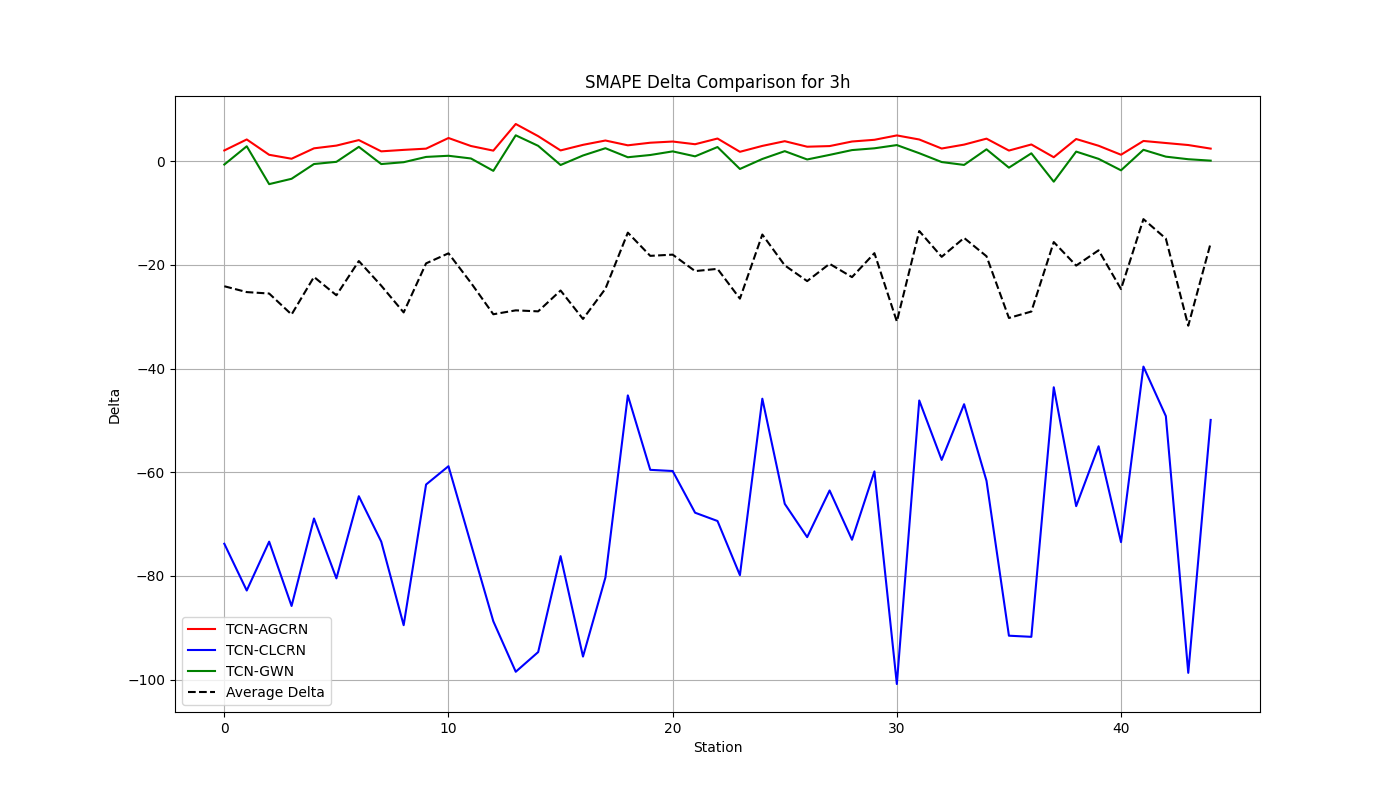 SMAPE Delta Comparison for 3h
Delta
0
−20
−40
−60
−80
−100
TCN-AGCRN
TCN-CLCRN
TCN-GWN
Average Delta
0 10 20 30 40
Station